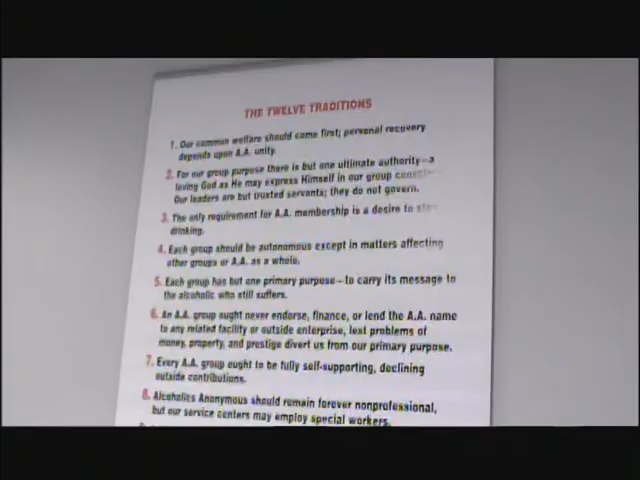 THE TWELVE TRADITIONS
1. Our common welfare should come first; personal recovery
depends upon A.A. unity.
2. For our group purpose there is but one ultimate authority—a
loving God as He may express Himself in our group
Our leaders are but trusted servants; they do not govern.
3. The only requirement for A.A. membership is a desire to
drinking.
4. Each group should be autonomous except in matters affecting
other groups or A.A. as a whole.
5. Each group has but one primary purpose—to carry its message to
the alcoholic who still suffers.
6. An A.A. group ought never endorse, finance, or lend the A.A. name
to any related facility or outside enterprise, lest problems of
money, property, and prestige divert us from our primary purpose.
7. Every A.A. group ought to be fully self-supporting, declining
outside contributions.
8. Alcoholics Anonymous should remain forever nonprofessional,
but our service centers may employ special workers.